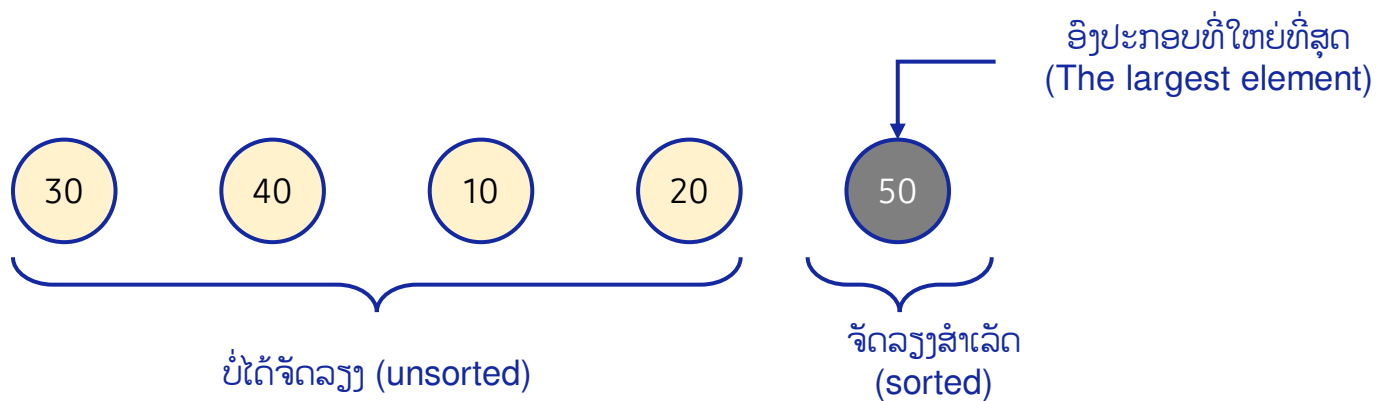 ອົງປະກອບທີ່ໃຫຍ່ທີ່ສຸດ
(The largest element)
30 40 10 20 50
ບໍ່ໄດ້ຈັດລຽງ (unsorted)
ຈັດລຽງສຳເລັດ
(sorted)